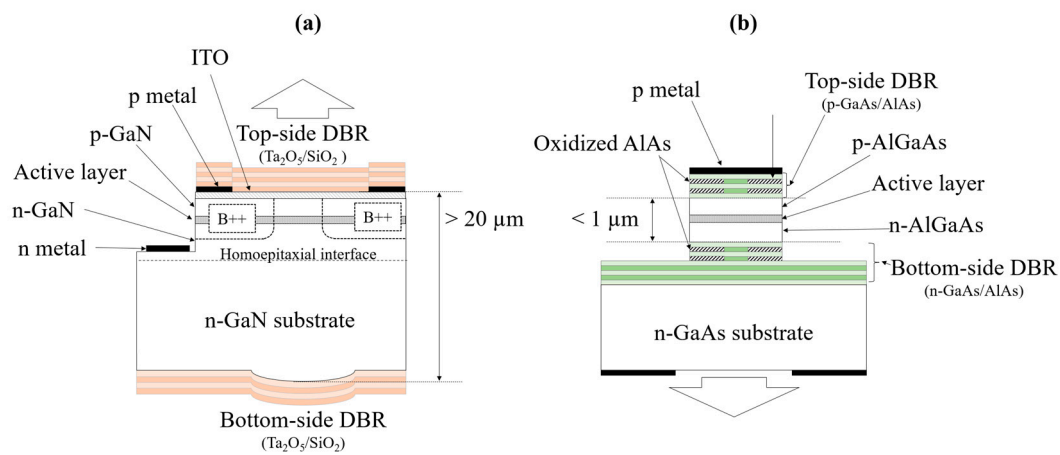 (a)
ITO
p metal
p-GaN
Top-side DBR
(Ta₂O₅/SiO₂ )
Active layer
n-GaN
n metal
B++
B++
> 20 μm
Homoepitaxial interface
n-GaN substrate
Bottom-side DBR
(Ta₂O₅/SiO₂)
(b)
p metal
Top-side DBR
(p-GaAs/AlAs)
Oxidized AlAs
p-AlGaAs
Active layer
< 1 μm
n-AlGaAs
Bottom-side DBR
(n-GaAs/AlAs)
n-GaAs substrate